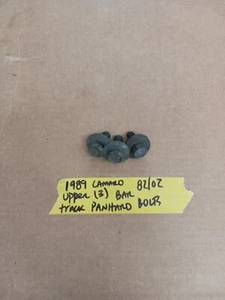 1989 CAMARO 82/02
upper (3) BAR
track PANHARD BOLTS